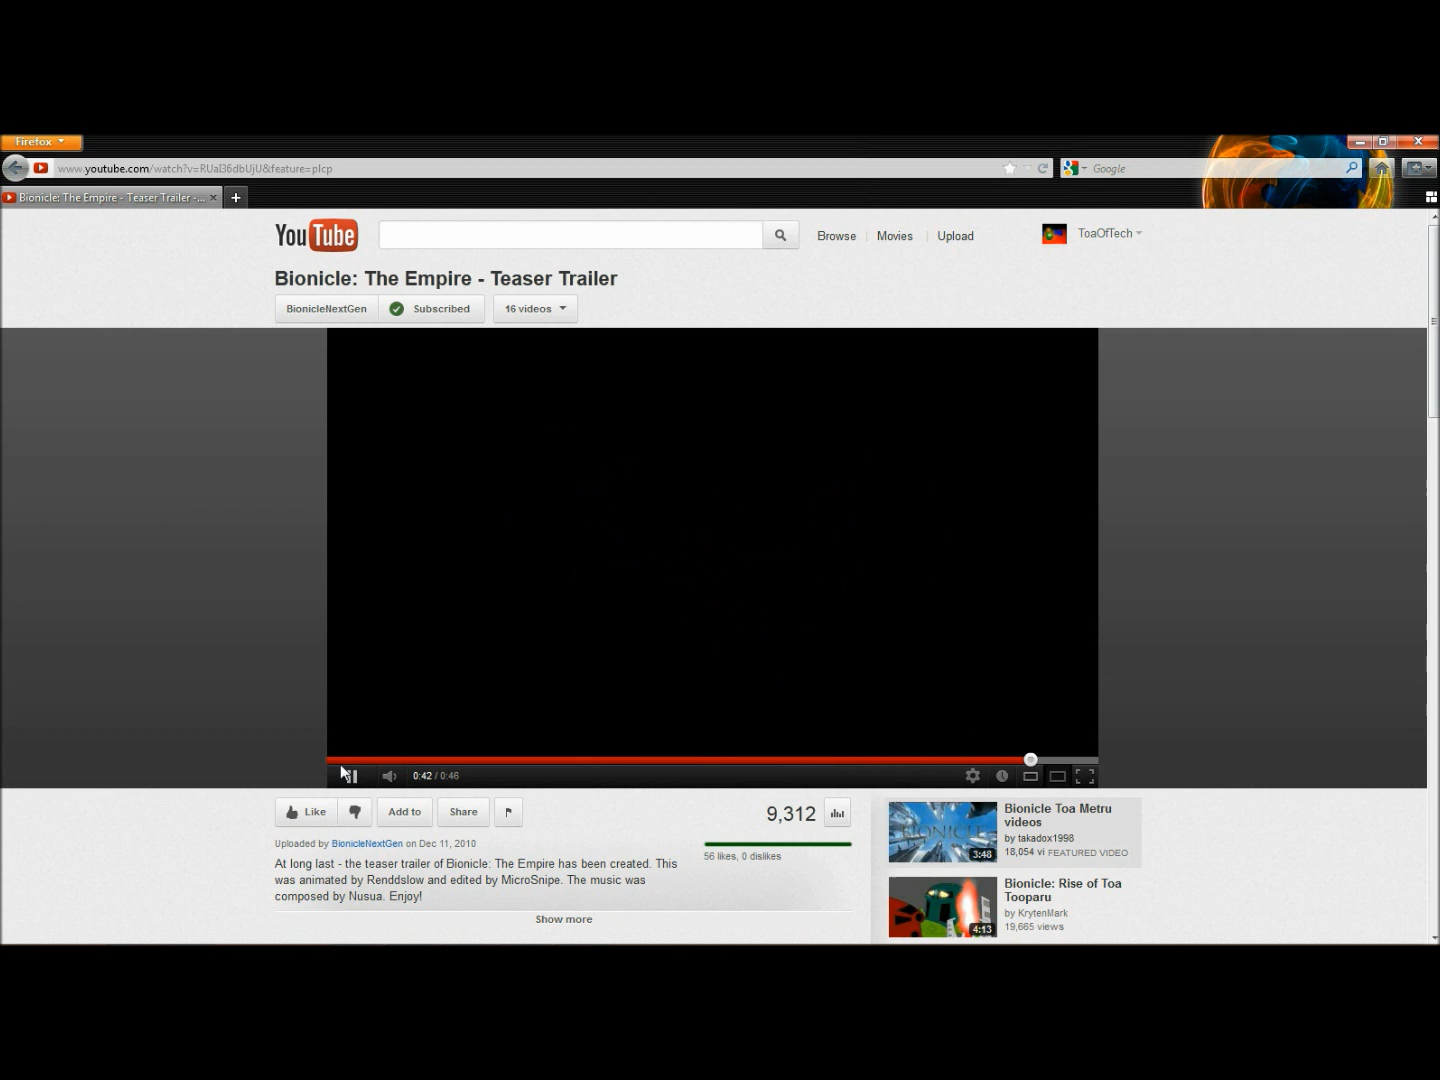 Firefox
www.youtube.com/watch?v=RUaI36dbUjU&feature=plcp
Google
Bionicle: The Empire - Teaser Trailer -...
YouTube
Browse
Movies
Upload
ToaOfTech
Bionicle: The Empire - Teaser Trailer
BionicleNextGen
Subscribed
16 videos
0:42 / 0:46
Like
Add to
Share
9,312
Uploaded by BionicleNextGen on Dec 11, 2010
56 likes, 0 dislikes
At long last - the teaser trailer of Bionicle: The Empire has been created. This
was animated by Renddslow and edited by MicroSnipe. The music was
composed by Nusua. Enjoy!
Show more
BIONICLE
3:48
Bionicle Toa Metru
videos
by takadox1998
18,054 vi FEATURED VIDEO
4:13
Bionicle: Rise of Toa
Tooparu
by KrytenMark
19,665 views